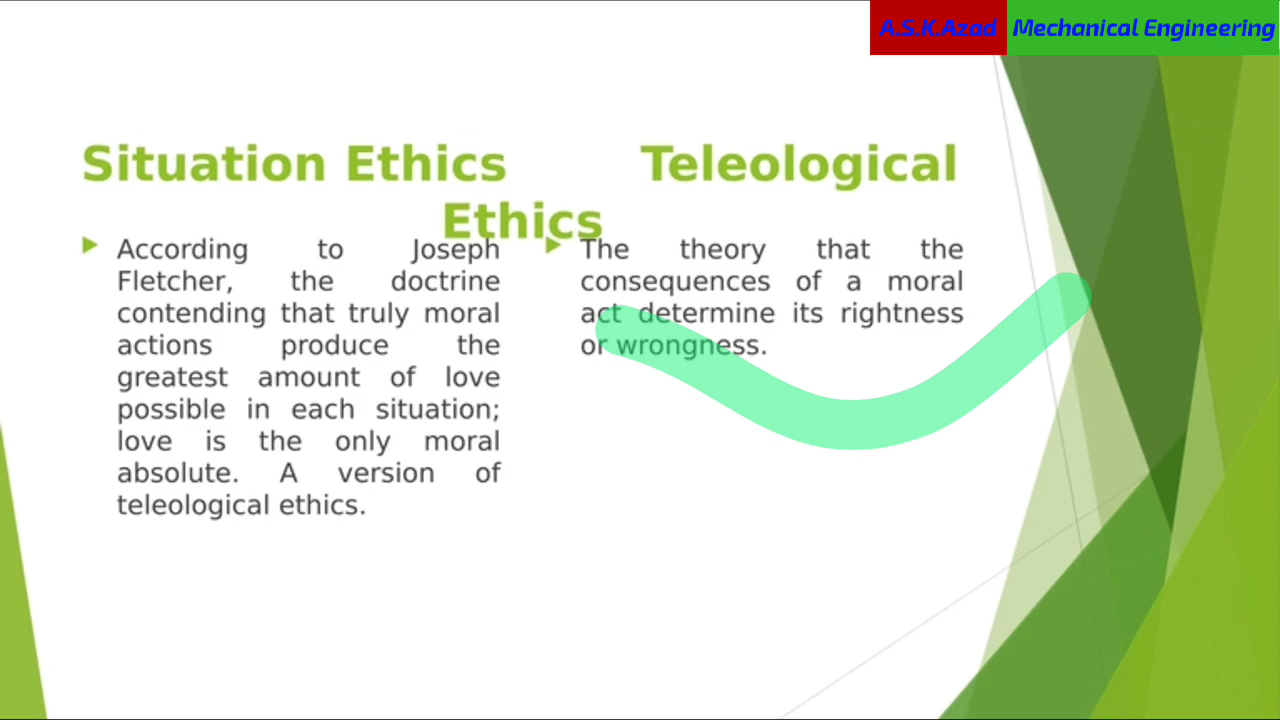 A.S.K.Azad Mechanical Engineering
Situation Ethics Teleological
Ethics
According to Joseph
Fletcher, the doctrine
contending that truly moral
actions produce the
greatest amount of love
possible in each situation;
love is the only moral
absolute. A version of
teleological ethics.
The theory that the
consequences of a moral
act determine its rightness
or wrongness.